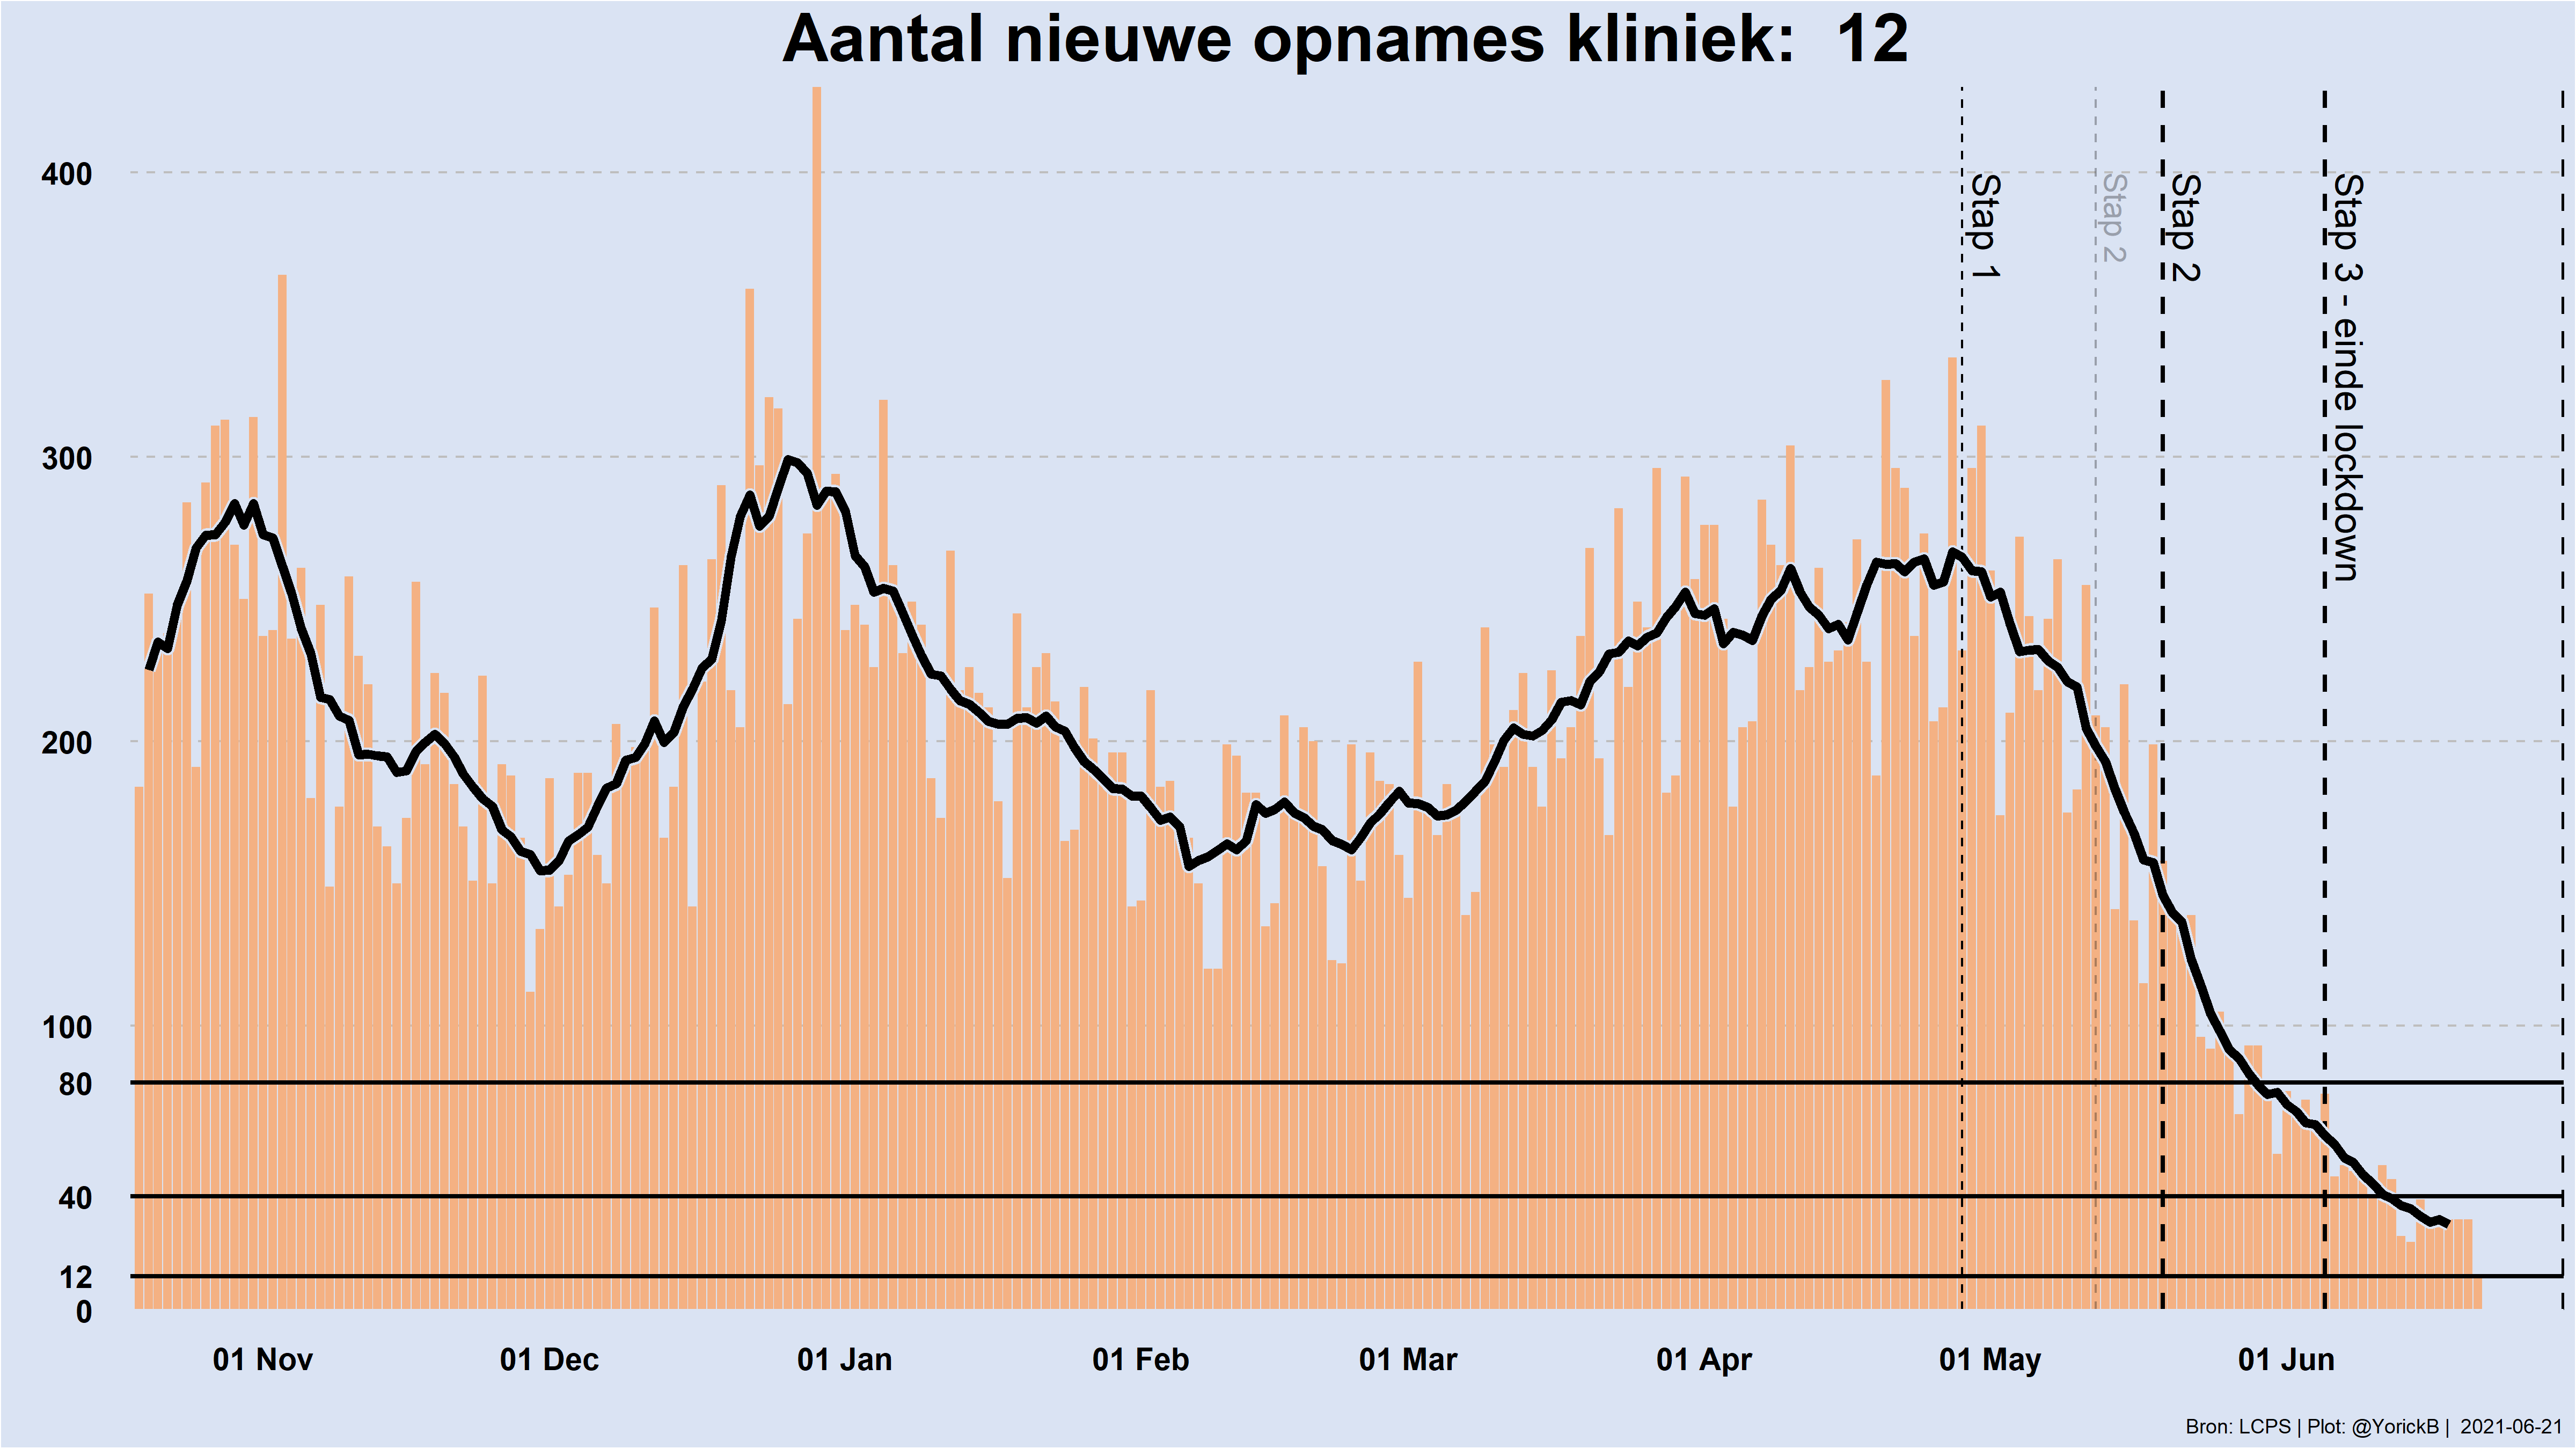 Aantal nieuwe opnames kliniek: 12
400
300
200
100
80
40
12
0
Stap 1
Stap 2
Stap 2
Stap 3 - einde lockdown
01 Nov
01 Dec
01 Jan
01 Feb
01 Mar
01 Apr
01 May
01 Jun
Bron: LCPS | Plot: @YorickB | 2021-06-21